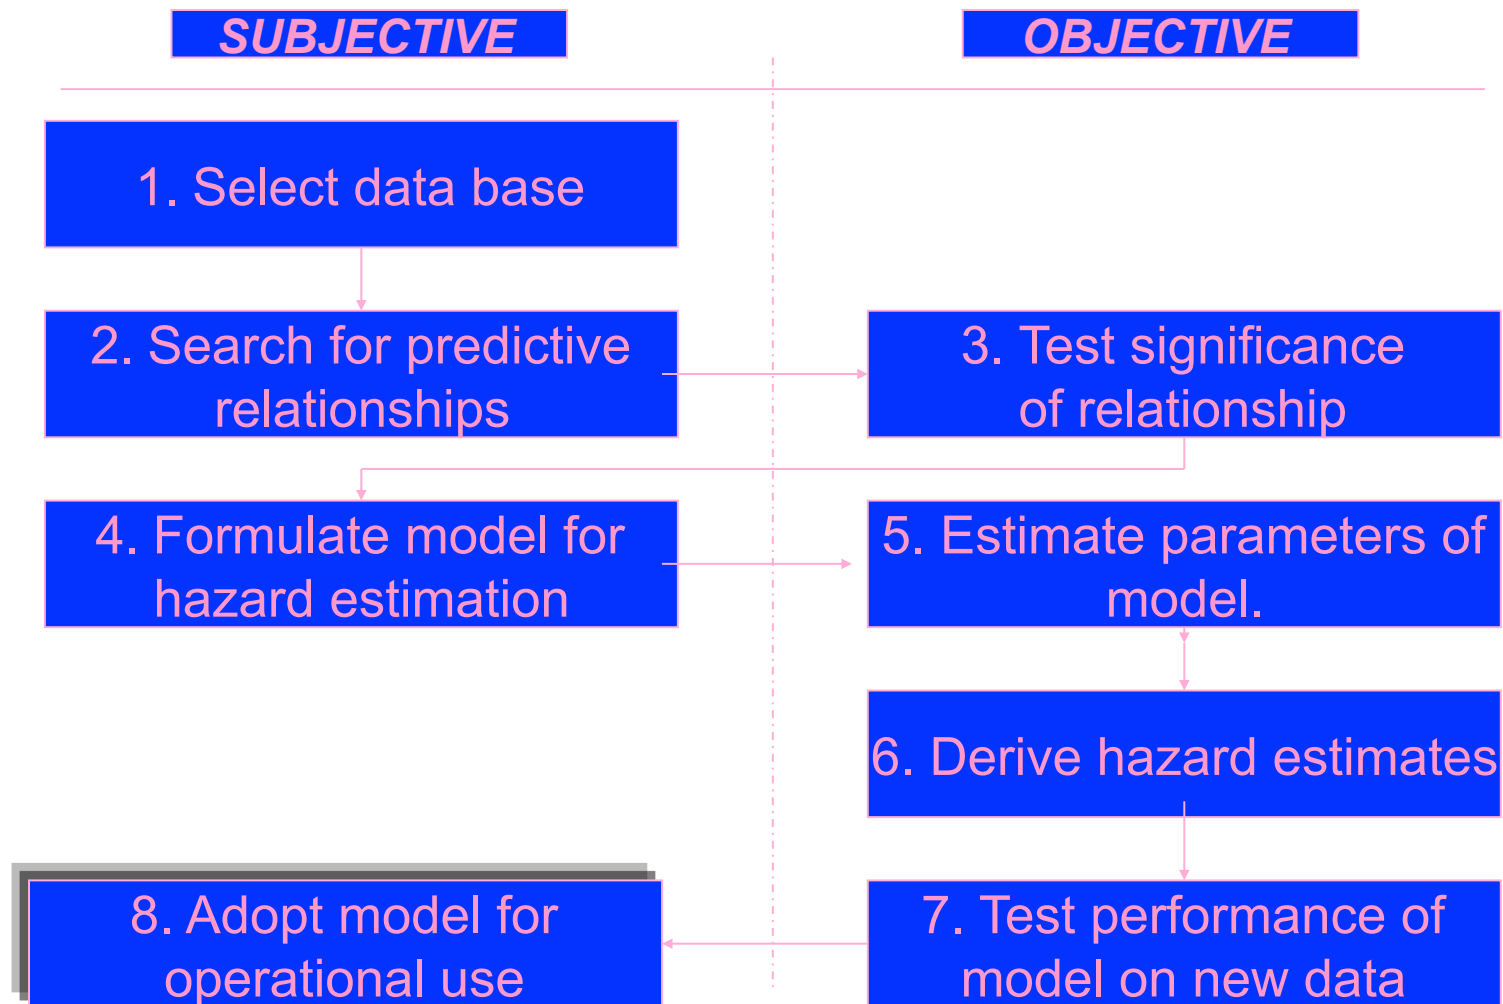 SUBJECTIVE
OBJECTIVE
1. Select data base
2. Search for predictive
relationships
3. Test significance
of relationship
4. Formulate model for
hazard estimation
5. Estimate parameters of
model.
6. Derive hazard estimates
7. Test performance of
model on new data
8. Adopt model for
operational use